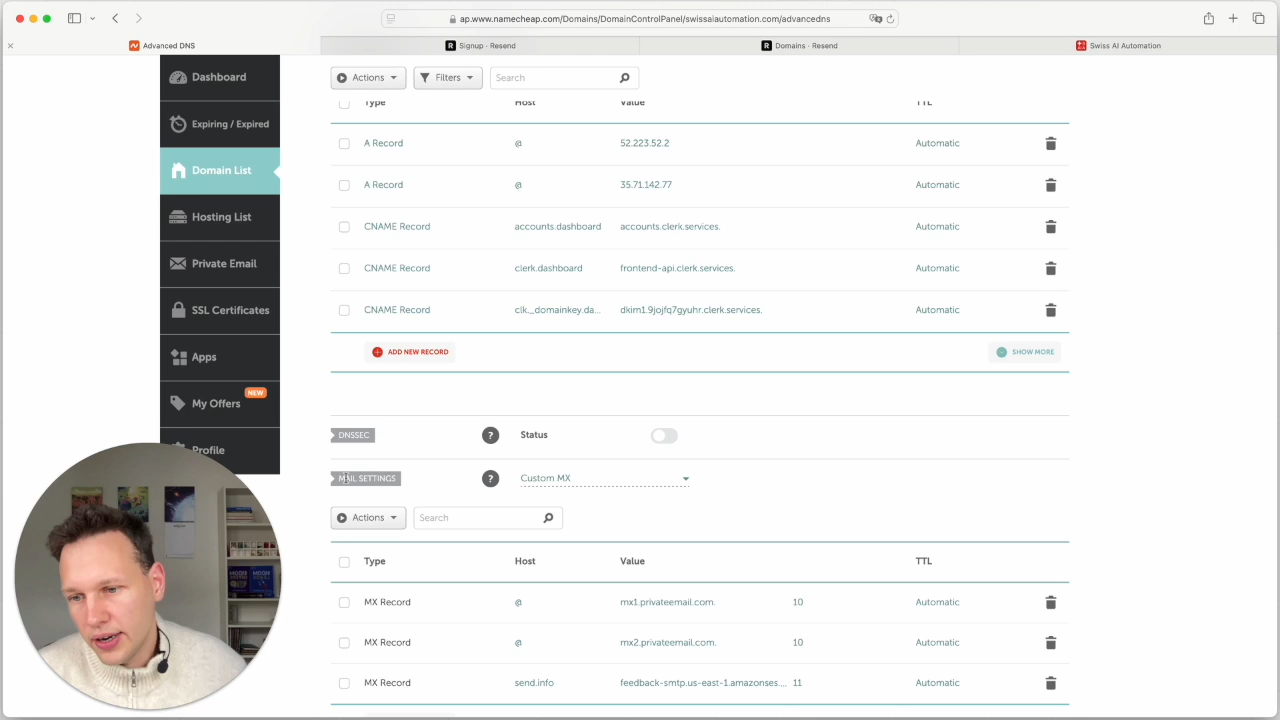 ap.www.namecheap.com/Domains/DomainControlPanel/swissaiautomation.com/advancedns
Advanced DNS
Signup · Resend
Domains · Resend
Swiss AI Automation
Dashboard
Expiring / Expired
Domain List
Hosting List
Private Email
SSL Certificates
Apps
NEW
My Offers
Profile
Actions
Filters
Search
Type Host Value TTL
A Record @ 52.223.52.2 Automatic
A Record @ 35.71.142.77 Automatic
CNAME Record accounts.dashboard accounts.clerk.services. Automatic
CNAME Record clerk.dashboard frontend-api.clerk.services. Automatic
CNAME Record clk._domainkey.da... dkim1.9jojfq7gyuhr.clerk.services. Automatic
ADD NEW RECORD
SHOW MORE
DNSSEC ? Status
MAIL SETTINGS ? Custom MX
Actions Search
Type Host Value TTL
MX Record @ mx1.privateemail.com. 10 Automatic
MX Record @ mx2.privateemail.com. 10 Automatic
MX Record send.info feedback-smtp.us-east-1.amazonses.... 11 Automatic